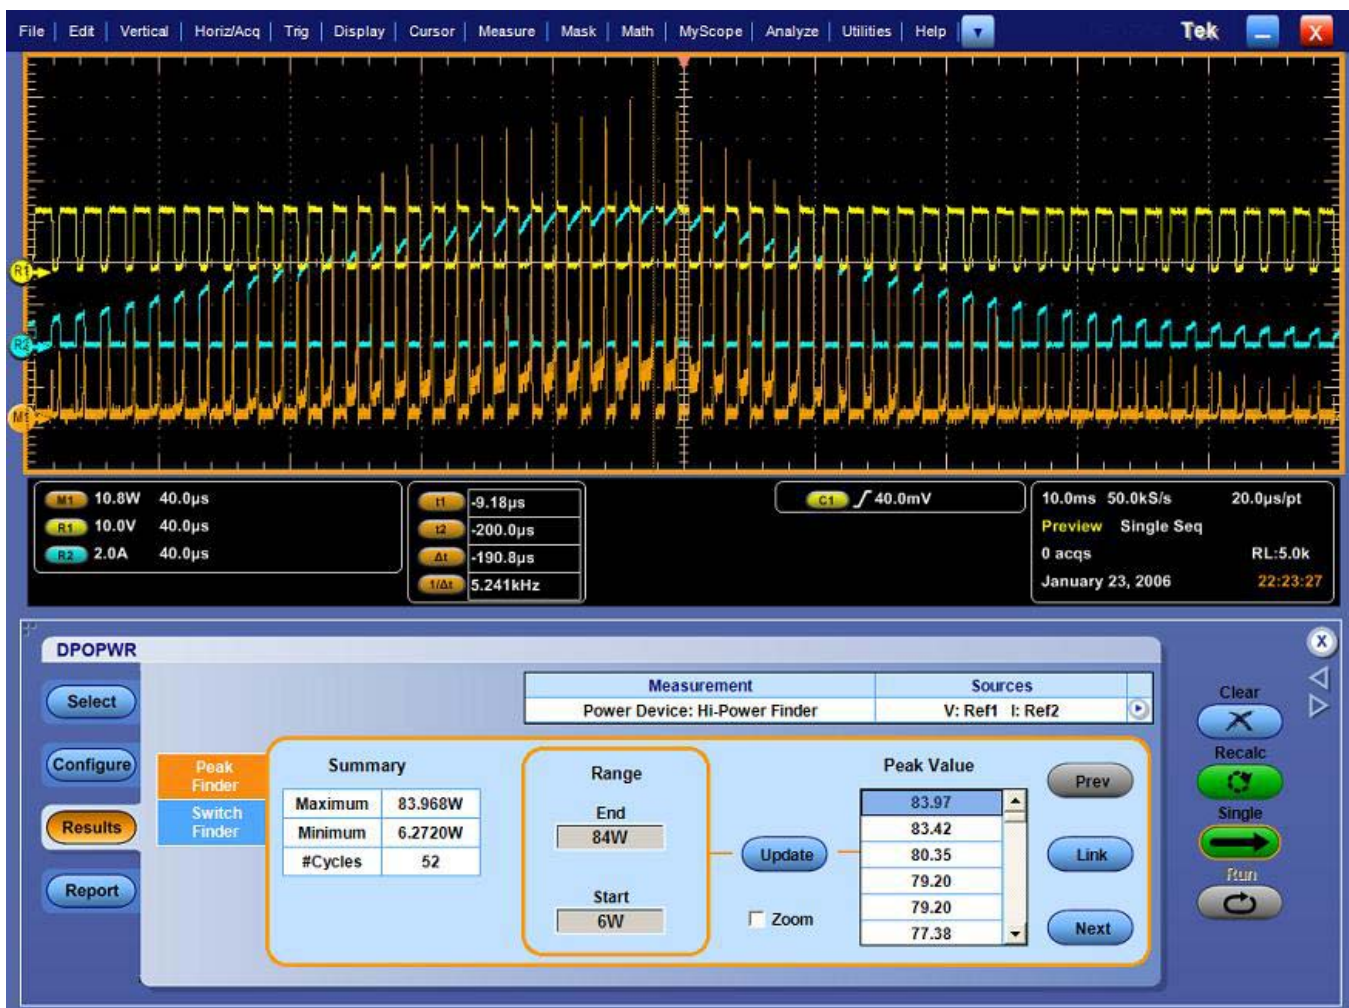 File Edit Vertical Horiz/Acq Trig Display Cursor Measure Mask Math MyScope Analyze Utilities Help Tek X
R1
R2
M1
M1 10.8W 40.0µs
R1 10.0V 40.0µs
R2 2.0A 40.0µs
t1 -9.18µs
t2 -200.0µs
Δt -190.8µs
1/Δt 5.241kHz
C1 40.0mV
10.0ms 50.0kS/s 20.0µs/pt
Preview Single Seq
0 acqs RL:5.0k
January 23, 2006 22:23:27
DPOPWR
X
Select
Configure
Results
Report
Measurement Sources
Power Device: Hi-Power Finder V: Ref1 I: Ref2
Peak
Finder
Switch
Finder
Summary
Maximum 83.968W
Minimum 6.2720W
#Cycles 52
Range
End
84W
Start
6W
Update
Zoom
Peak Value
83.97
83.42
80.35
79.20
79.20
77.38
Prev
Link
Next
Clear
Recalc
Single
Run